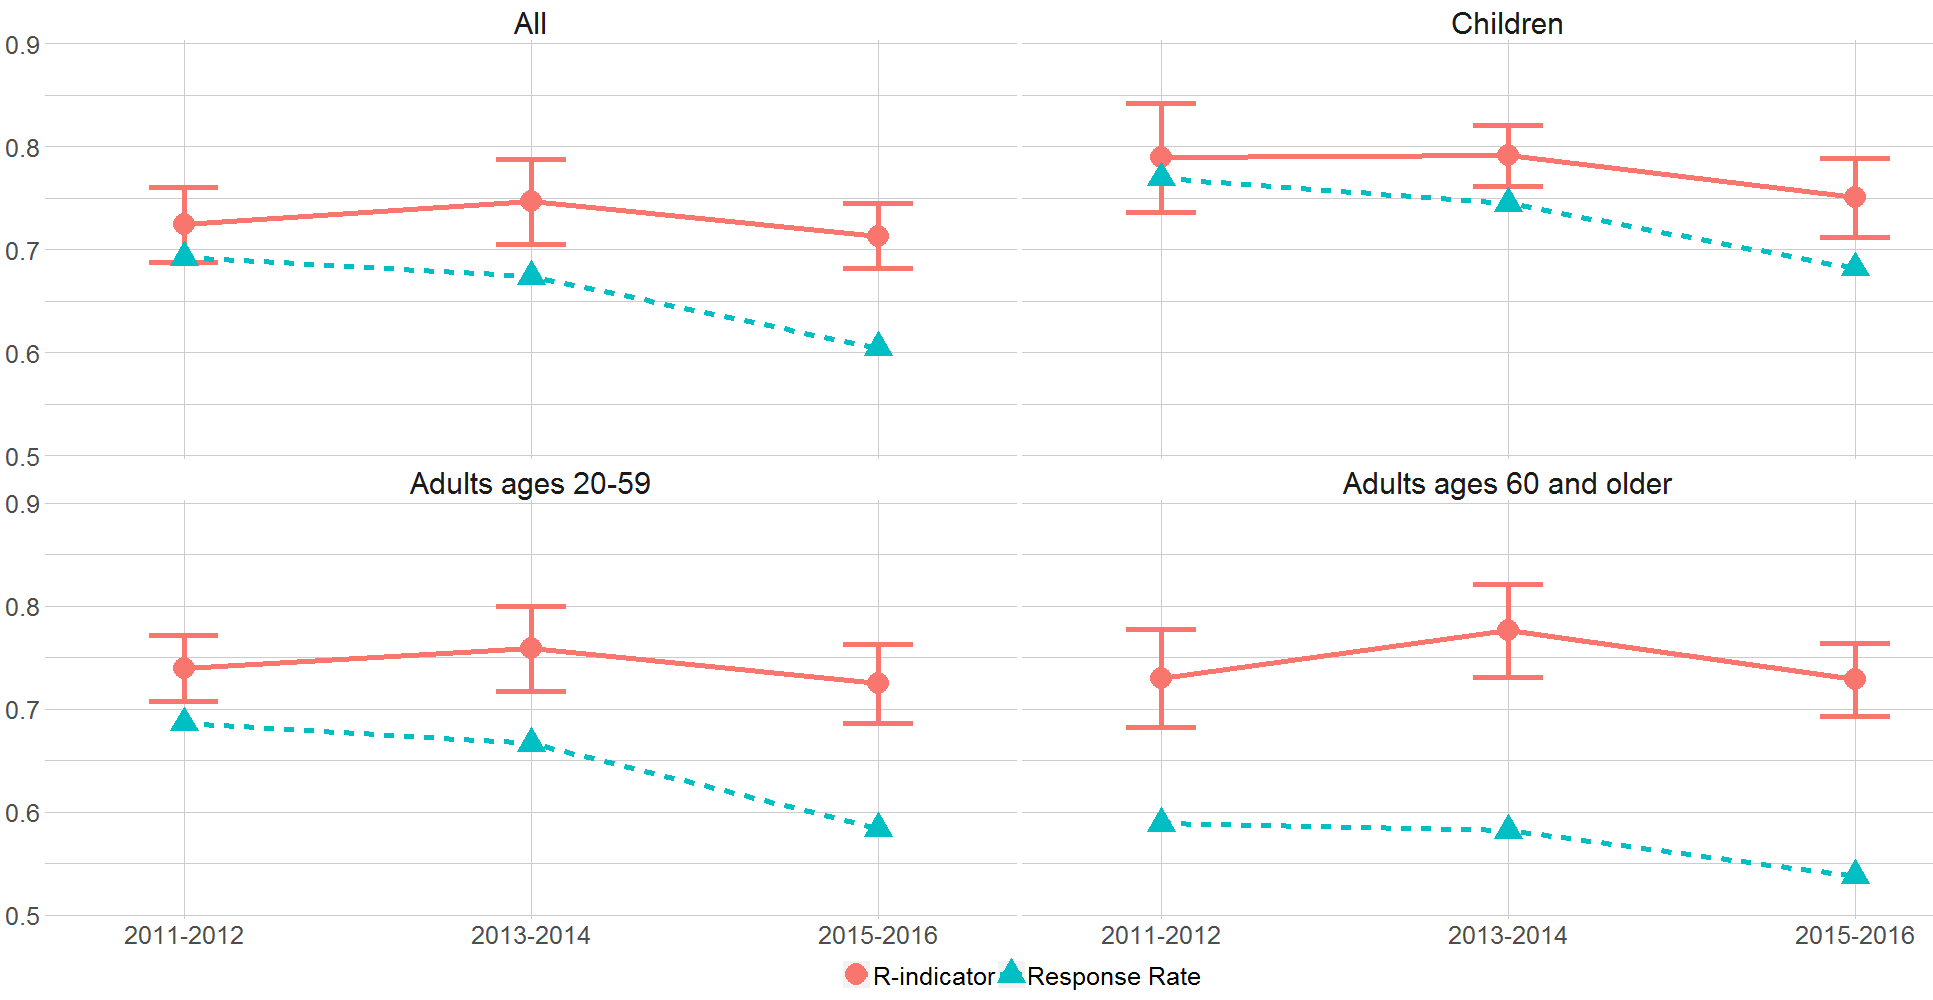 All
Children
0.9
0.8
0.7
0.6
0.5
Adults ages 20-59
Adults ages 60 and older
0.9
0.8
0.7
0.6
0.5
2011-2012
2013-2014
2015-2016
2011-2012
2013-2014
2015-2016
R-indicator
Response Rate